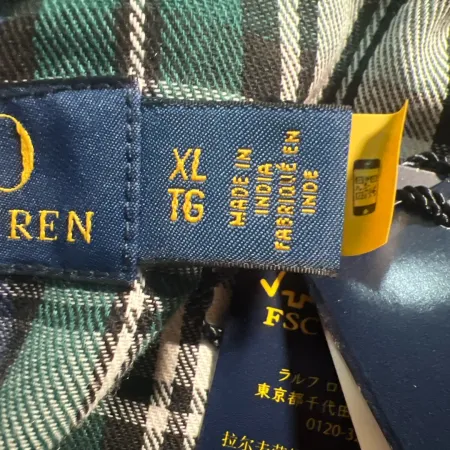 O
REN
XL
TG
MADE IN
INDIA
FABRIQUÉ EN
INDE
FSC
ラルフ ロ
東京都千代田
0120-3
拉尔夫劳